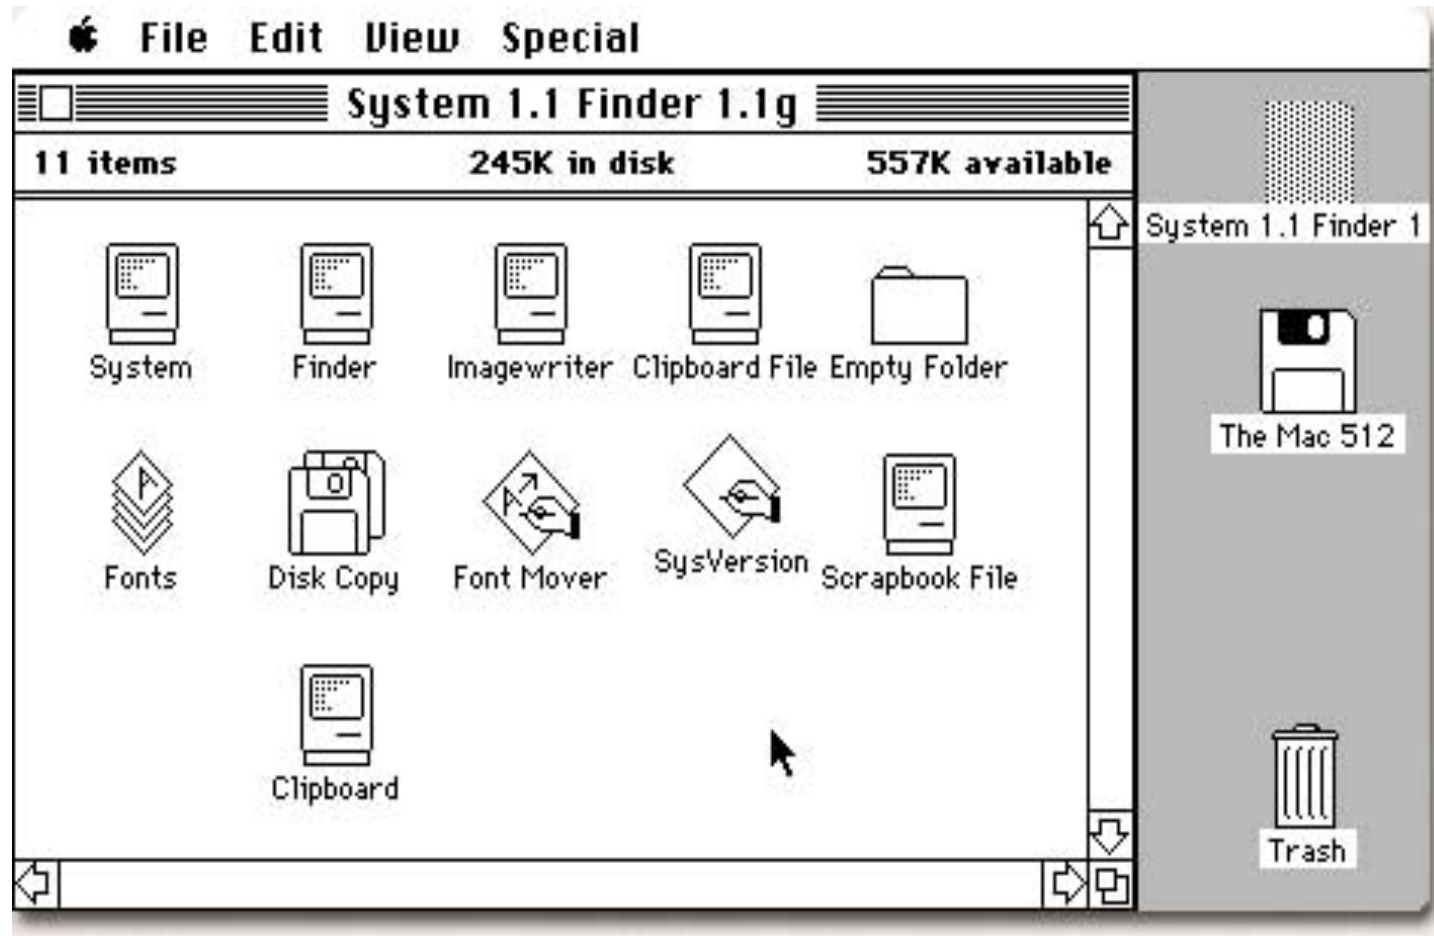 File Edit View Special
System 1.1 Finder 1.1g
11 items 245K in disk 557K available
System 1.1 Finder 1
System Finder Imagewriter Clipboard File Empty Folder
The Mac 512
Fonts Disk Copy Font Mover SysVersion Scrapbook File
Clipboard
Trash